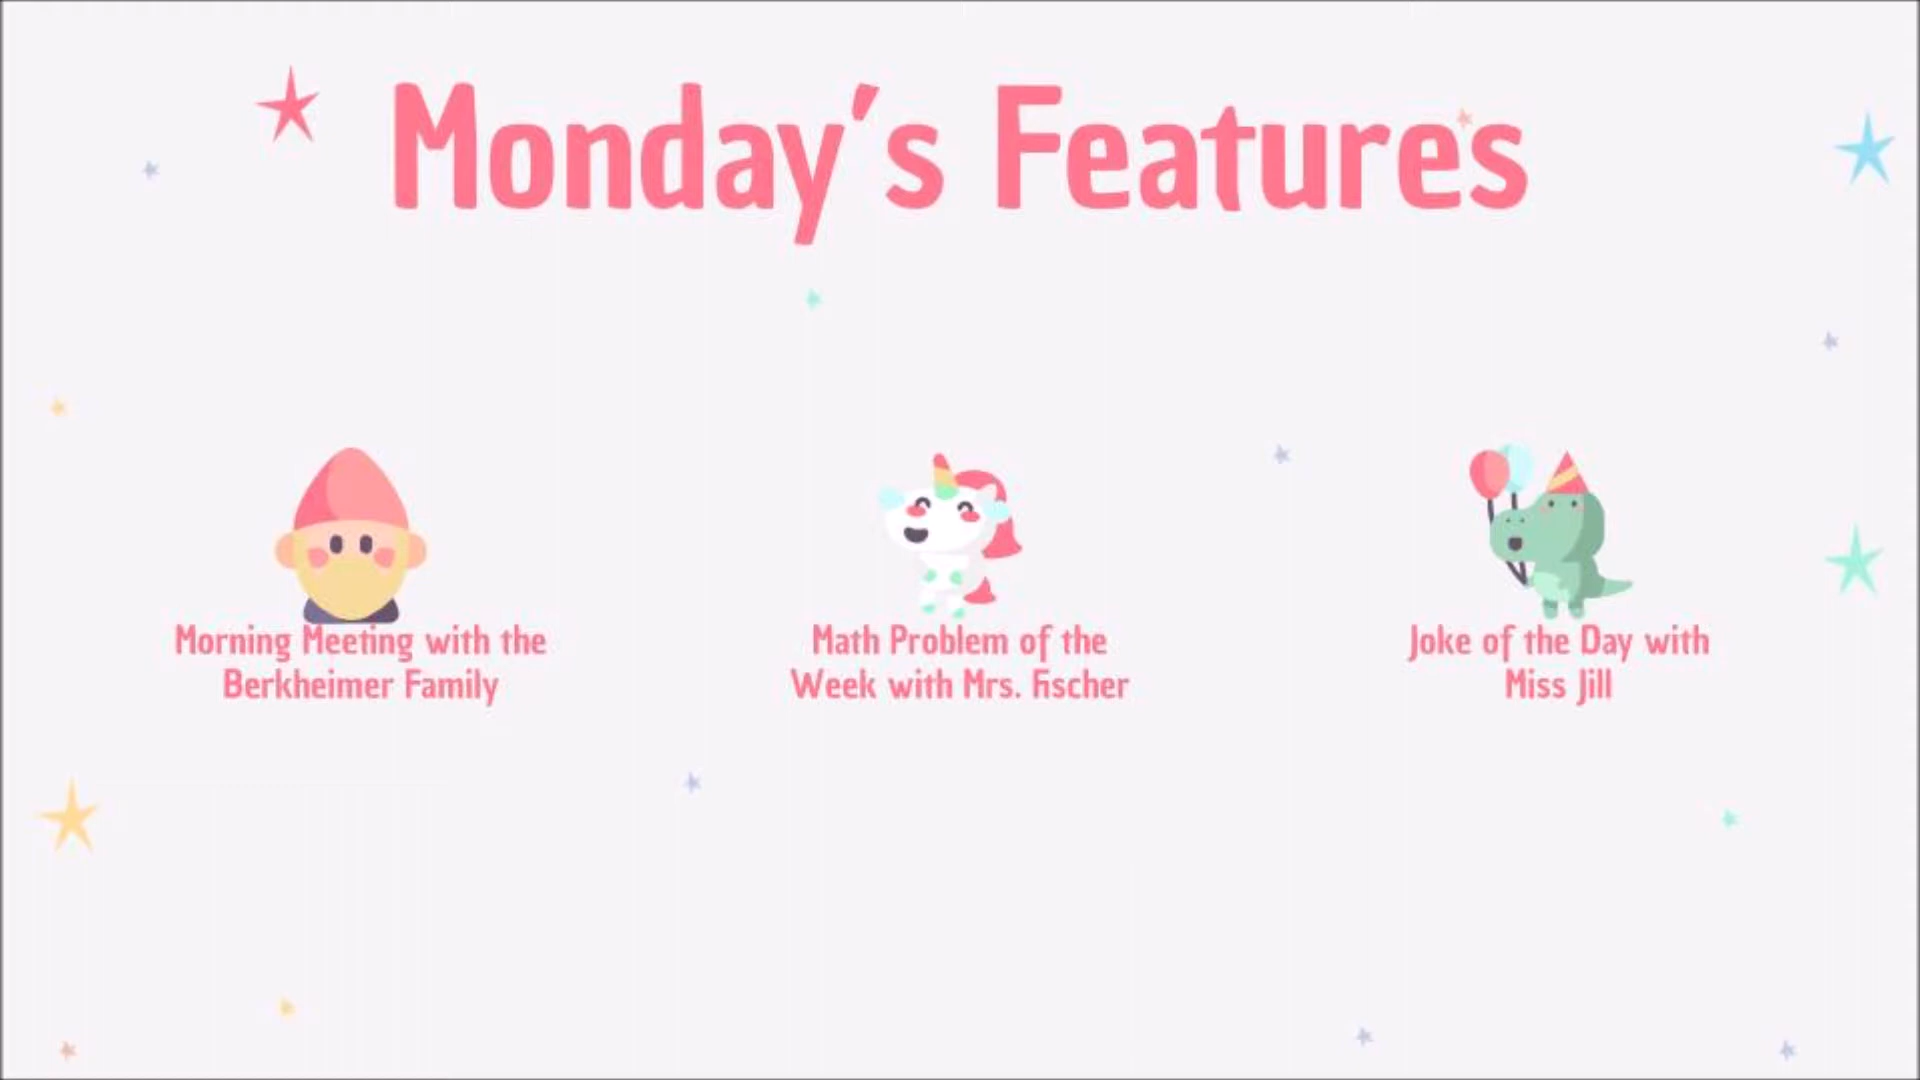 Monday's Features
Morning Meeting with the
Berkheimer Family
Math Problem of the
Week with Mrs. Fischer
Joke of the Day with
Miss Jill